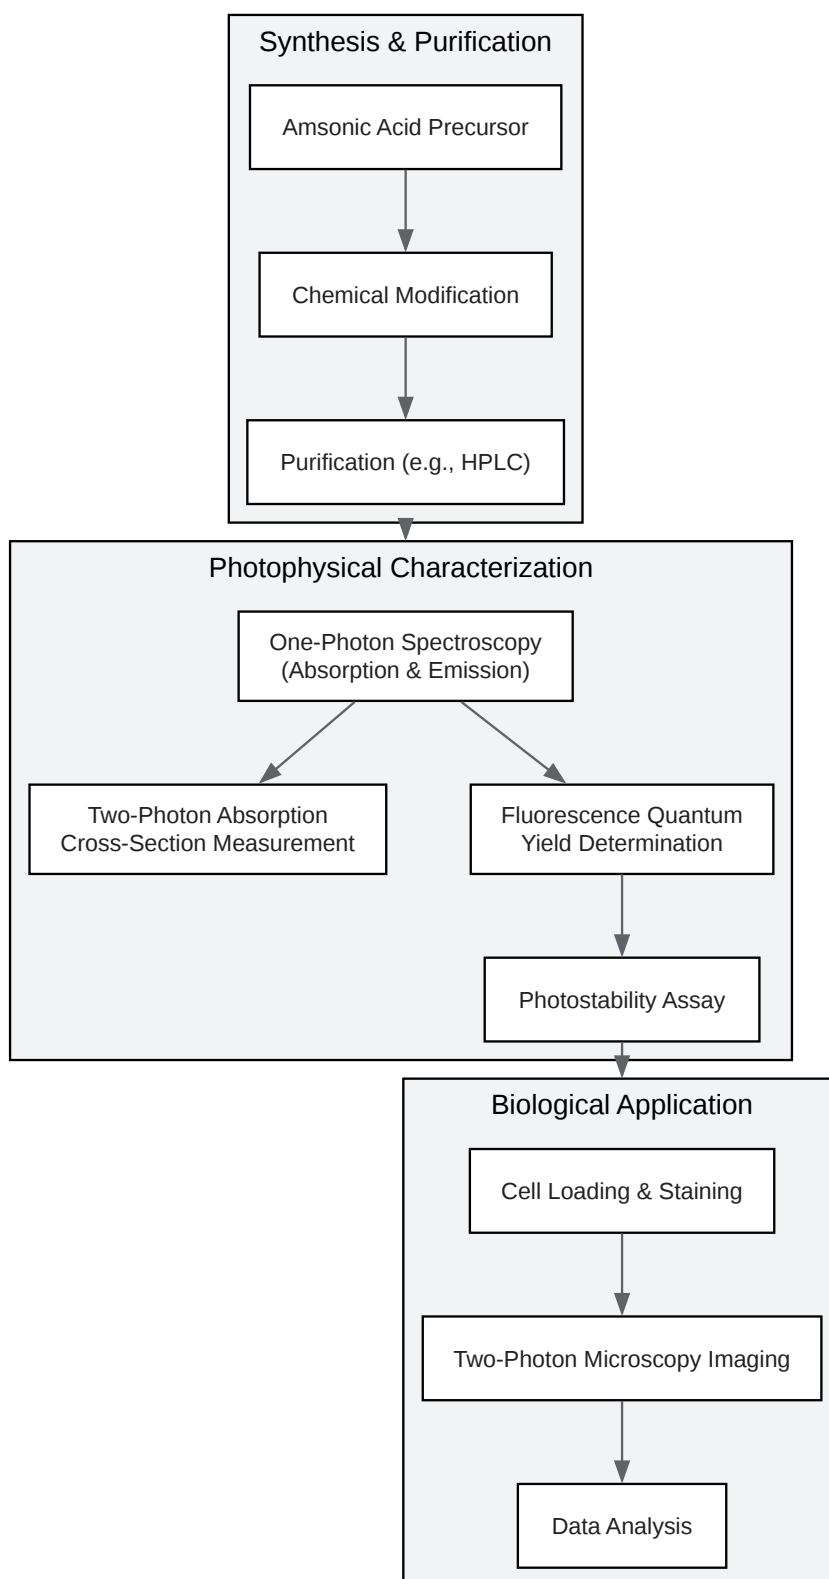 Synthesis & Purification
Amsonic Acid Precursor
Chemical Modification
Purification (e.g., HPLC)
Photophysical Characterization
One-Photon Spectroscopy
(Absorption & Emission)
Two-Photon Absorption
Cross-Section Measurement
Fluorescence Quantum
Yield Determination
Photostability Assay
Biological Application
Cell Loading & Staining
Two-Photon Microscopy Imaging
Data Analysis